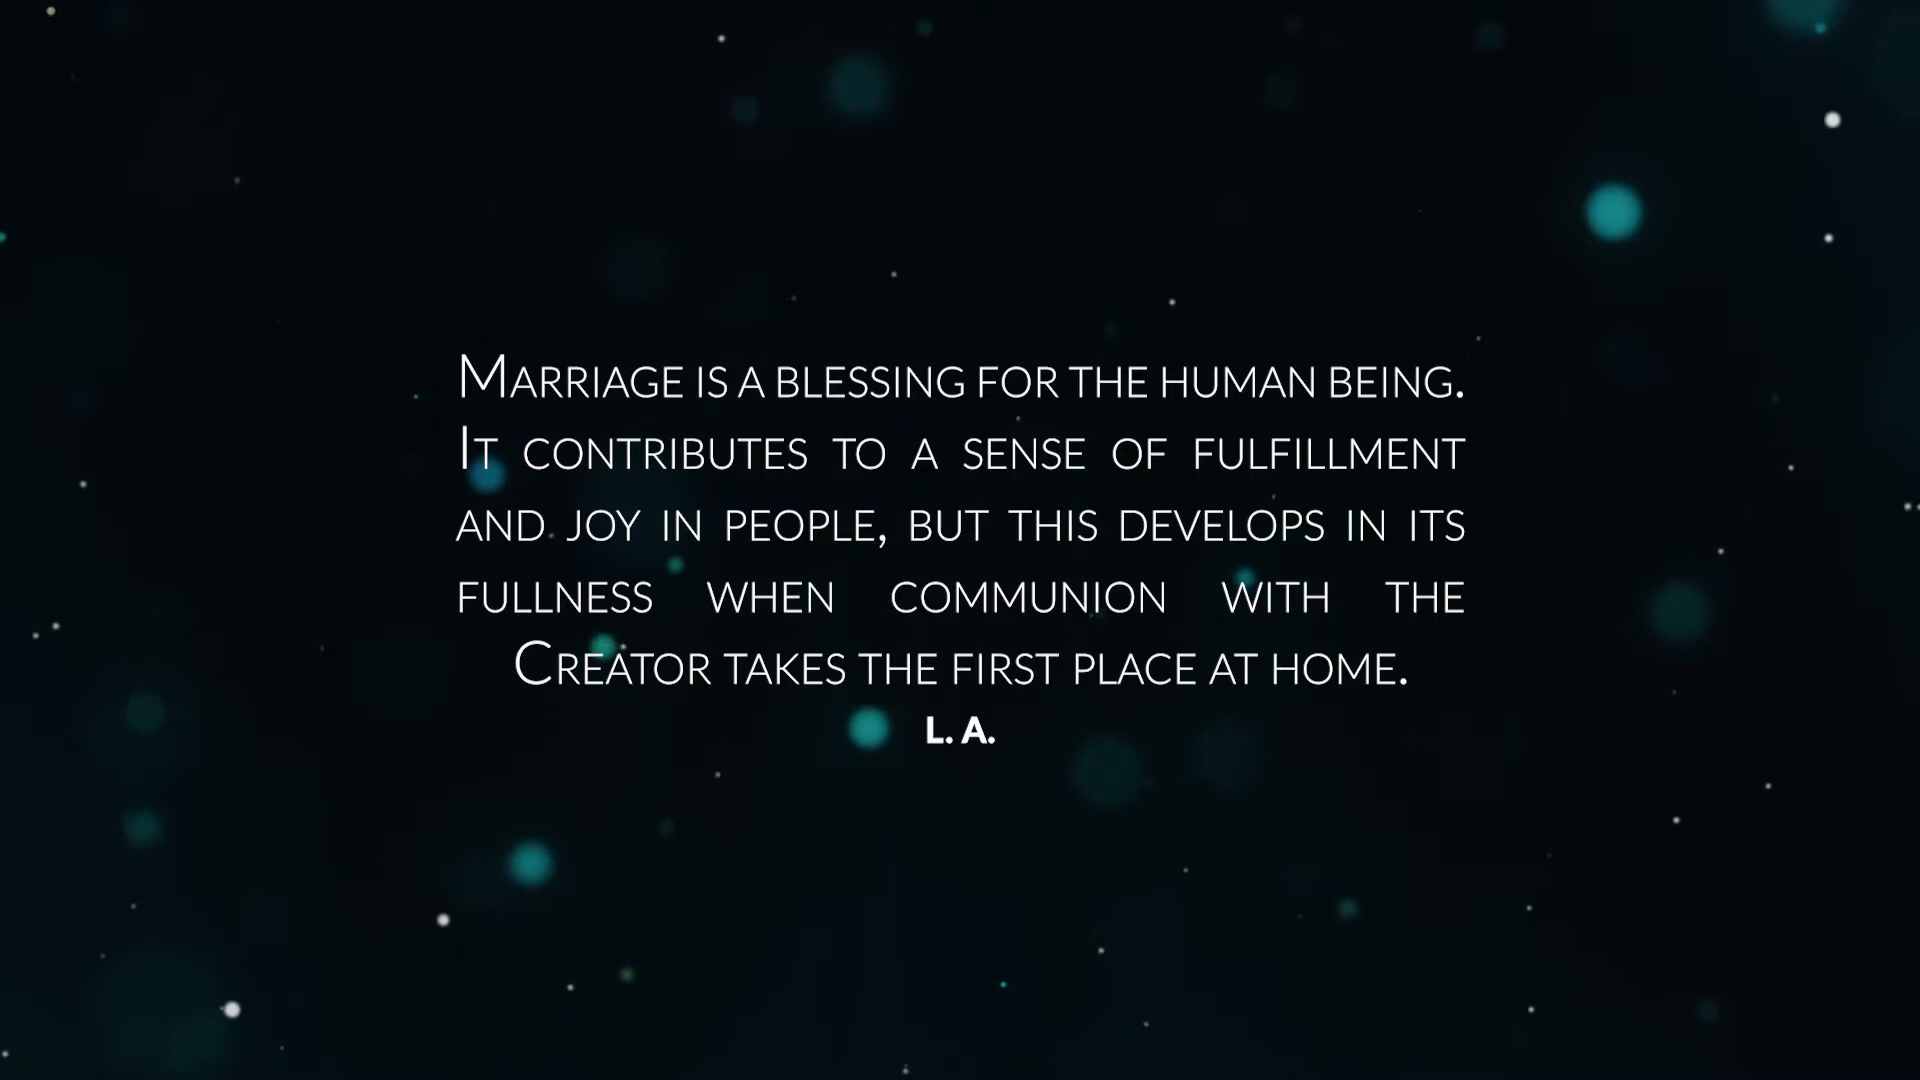 Marriage is a blessing for the human being.
It contributes to a sense of fulfillment
and joy in people, but this develops in its
fullness when communion with the
Creator takes the first place at home.
L. A.